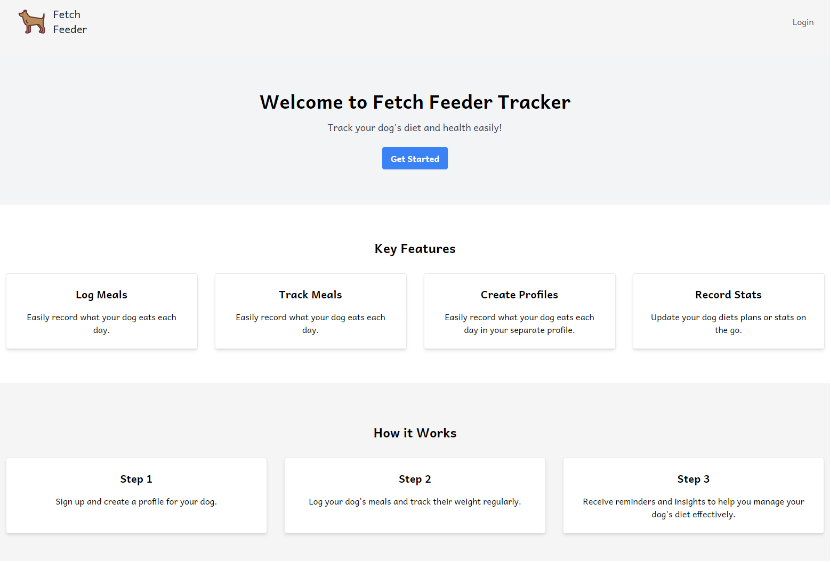 Fetch
Feeder
Login
Welcome to Fetch Feeder Tracker
Track your dog's diet and health easily!
Get Started
Key Features
Log Meals
Easily record what your dog eats each
day.
Track Meals
Easily record what your dog eats each
day.
Create Profiles
Easily record what your dog eats each
day in your separate profile.
Record Stats
Update your dog diets plans or stats on
the go.
How it Works
Step 1
Sign up and create a profile for your dog.
Step 2
Log your dog's meals and track their weight regularly.
Step 3
Receive reminders and insights to help you manage your
dog's diet effectively.